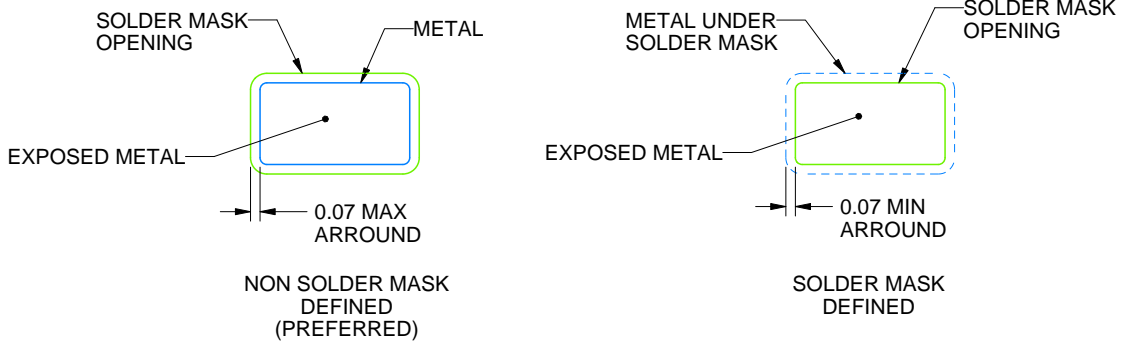 SOLDER MASK
OPENING
METAL
EXPOSED METAL
0.07 MAX
ARROUND
NON SOLDER MASK
DEFINED
(PREFERRED)
METAL UNDER
SOLDER MASK
SOLDER MASK
OPENING
EXPOSED METAL
0.07 MIN
ARROUND
SOLDER MASK
DEFINED